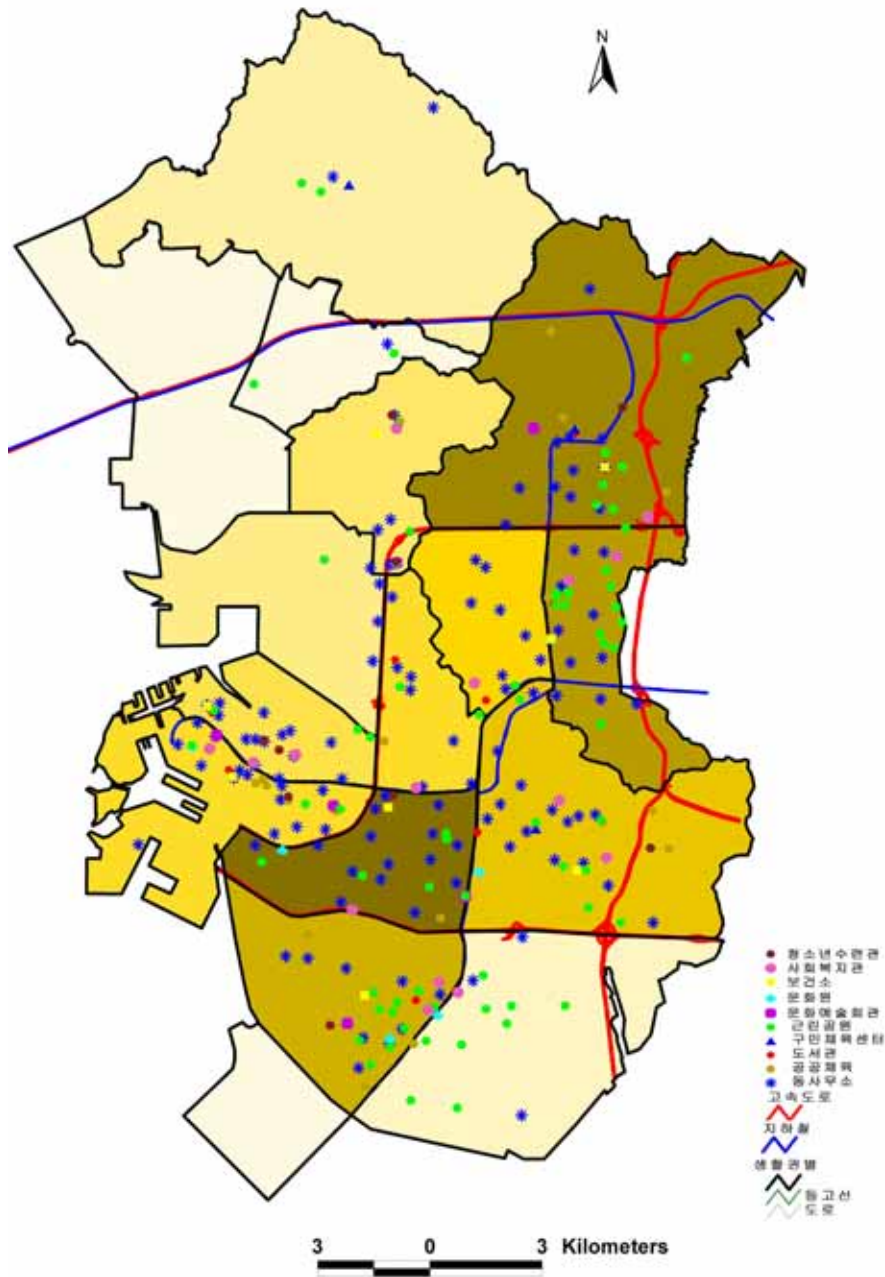 N
청소년수련관
사회복지관
보건소
문화원
문화예술회관
근린공원
구민체육센터
도서관
공공체육
동사무소
고속도로
지하철
생활권별
등고선
도로
3 0 3 Kilometers